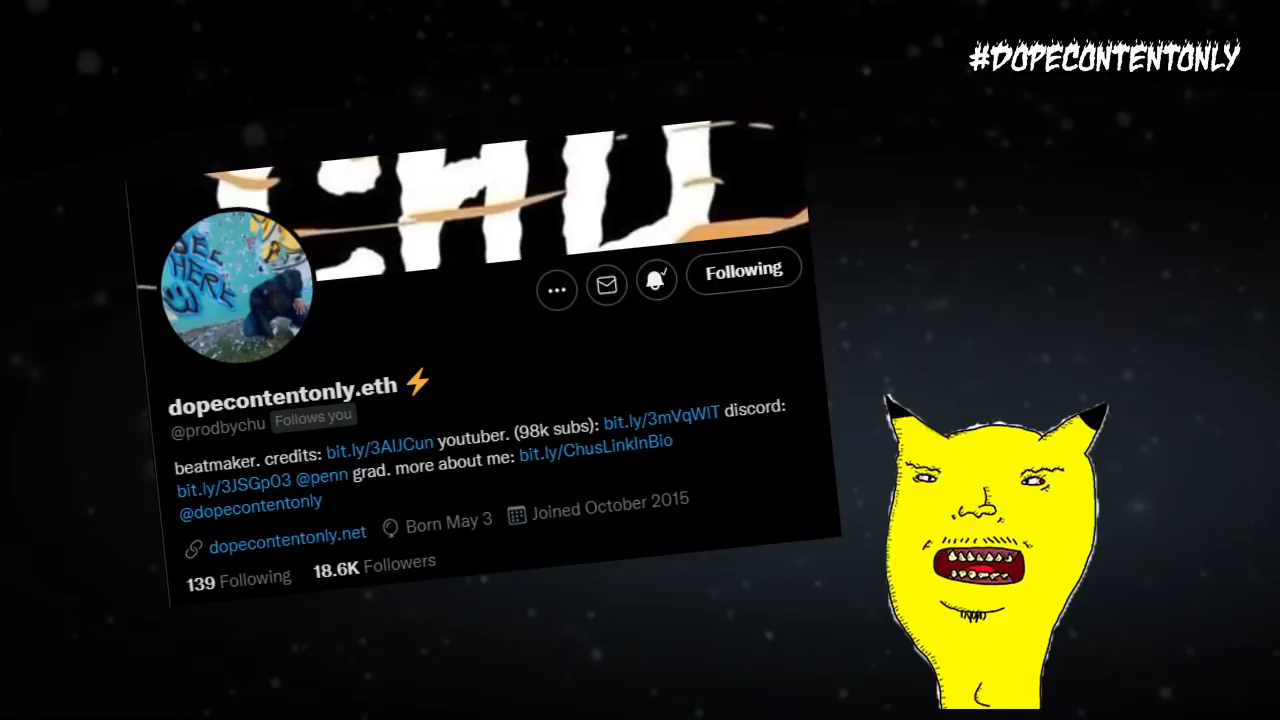 #DOPECONTENTONLY
Following
dopecontentonly.eth ⚡
@prodbychu Follows you
beatmaker. credits: bit.ly/3AlJCun youtuber. (98k subs): bit.ly/3mVqWlT discord:
bit.ly/3JSGp03 @penn grad. more about me: bit.ly/ChusLinkInBio
@dopecontentonly
dopecontentonly.net Born May 3 Joined October 2015
139 Following 18.6K Followers